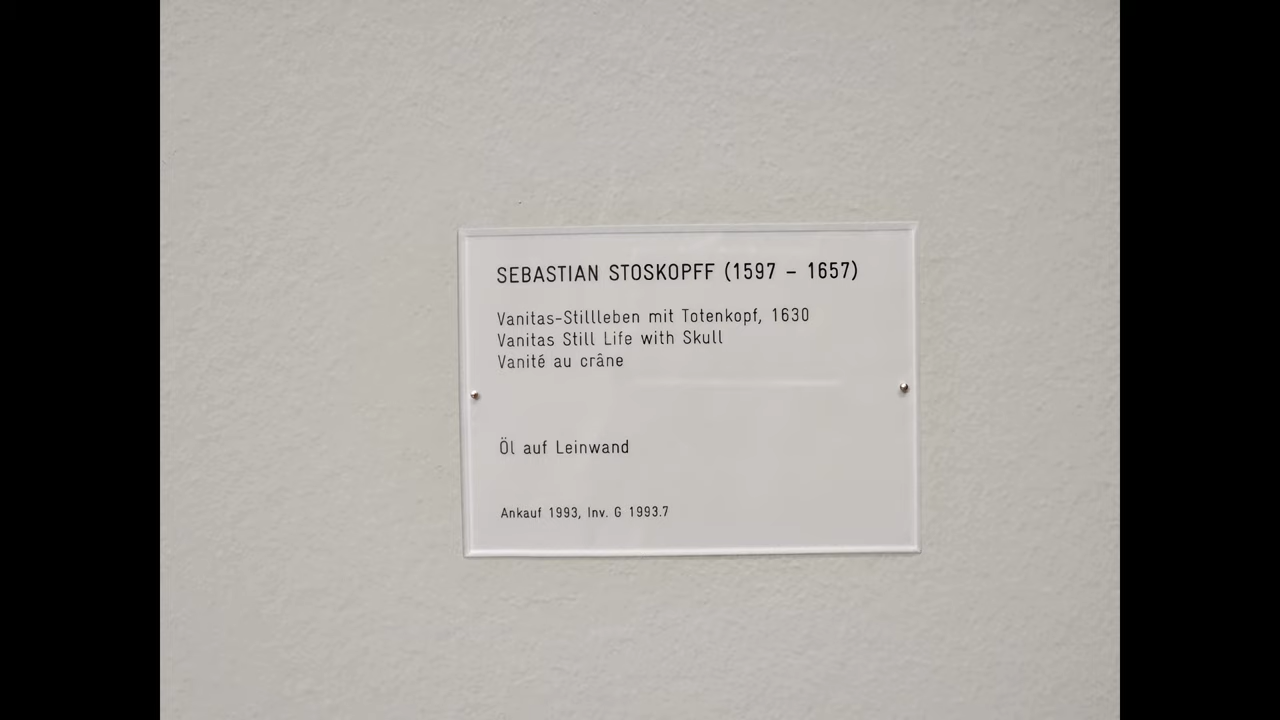 SEBASTIAN STOSKOPFF (1597 – 1657)
Vanitas-Stillleben mit Totenkopf, 1630
Vanitas Still Life with Skull
Vanité au crâne
Öl auf Leinwand
Ankauf 1993, Inv. G 1993.7